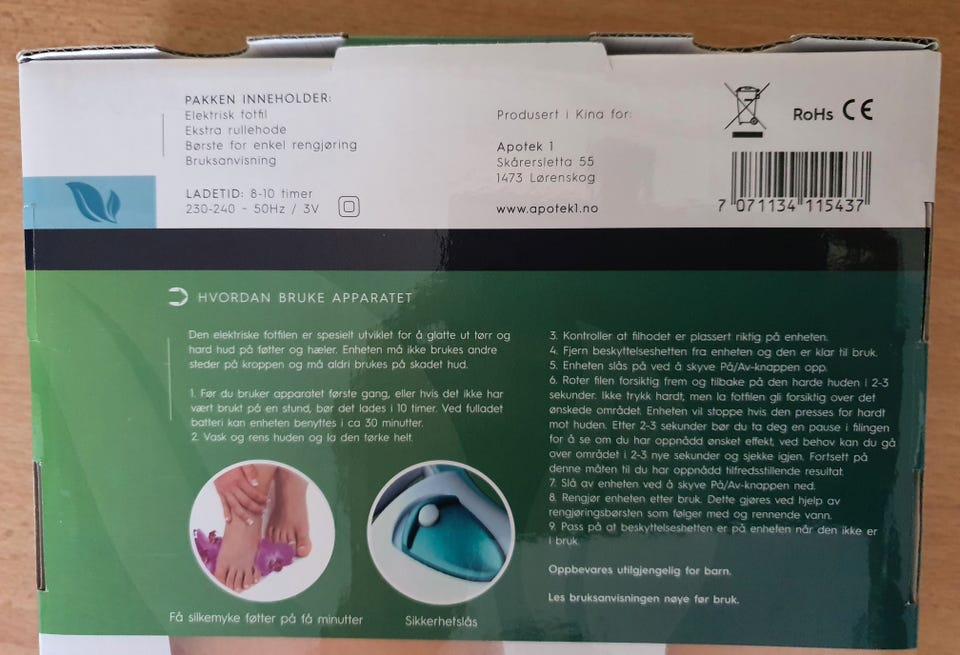 PAKKEN INNEHOLDER:
Elektrisk fotfil
Ekstra rullehode
Børste for enkel rengjøring
Bruksanvisning
LADETID: 8-10 timer
230-240 - 50Hz / 3V
Produsert i Kina for:
Apotek 1
Skårersletta 55
1473 Lørenskog
www.apotek1.no
RoHs CE
7 071134 115437
HVORDAN BRUKE APPARATET
Den elektriske fotfilen er spesielt utviklet for å glatte ut tørr og
hard hud på føtter og hæler. Enheten må ikke brukes andre
steder på kroppen og må aldri brukes på skadet hud.
1. Før du bruker apparatet første gang, eller hvis det ikke har
vært brukt på en stund, bør det lades i 10 timer. Ved fulladet
batteri kan enheten benyttes i ca 30 minutter.
2. Vask og rens huden og la den tørke helt.
3. Kontroller at filhodet er plassert riktig på enheten.
4. Fjern beskyttelseshetten fra enheten og den er klar til bruk.
5. Enheten slås på ved å skyve På/Av-knappen opp.
6. Roter filen forsiktig frem og tilbake på den harde huden i 2-3
sekunder. Ikke trykk hardt, men la fotfilen gli forsiktig over det
ønskede området. Enheten vil stoppe hvis den presses for hardt
mot huden. Etter 2-3 sekunder bør du ta deg en pause i filingen
for å se om du har oppnådd ønsket effekt, ved behov kan du gå
over området i 2-3 nye sekunder og sjekke igjen. Fortsett på
denne måten til du har oppnådd tilfredsstillende resultat.
7. Slå av enheten ved å skyve På/Av-knappen ned.
8. Rengjør enheten etter bruk. Dette gjøres ved hjelp av
rengjøringsbørsten som følger med og rennende vann.
9. Pass på at beskyttelseshetten er på enheten når den ikke er
i bruk.
Oppbevares utilgjengelig for barn.
Les bruksanvisningen nøye før bruk.
Få silkemyke føtter på få minutter
Sikkerhetslås